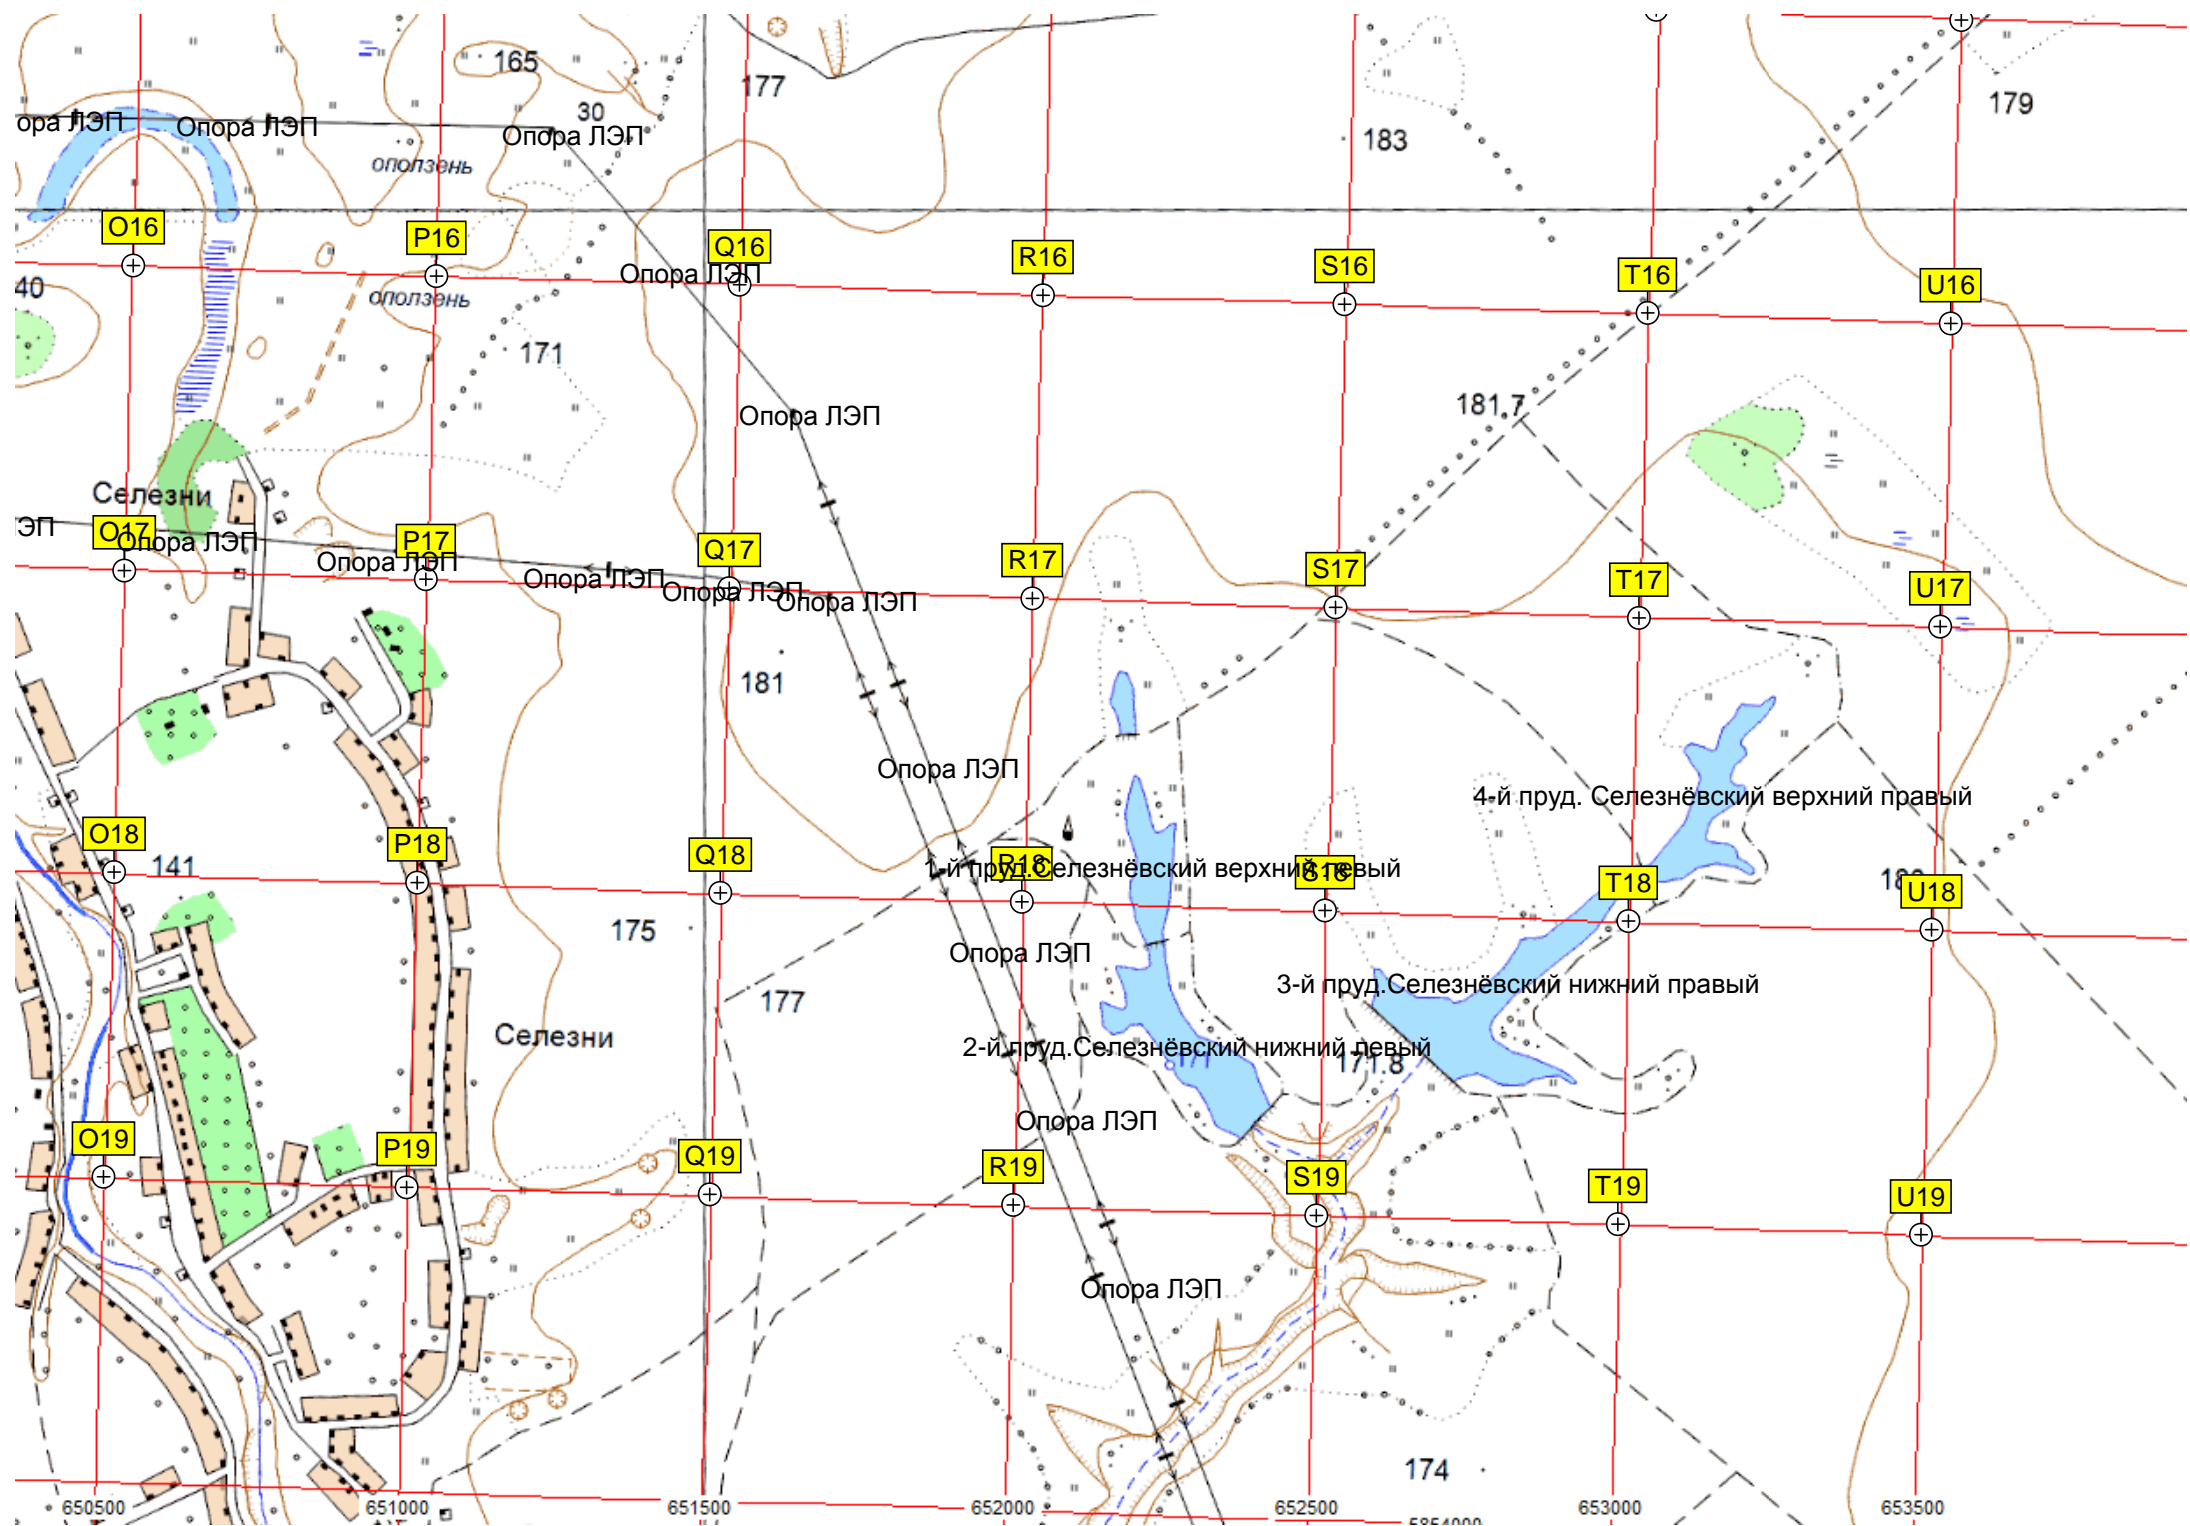 165
177
30
179
183
опора ЛЭП
Опора ЛЭП
Опора ЛЭП
оползень
O16
P16
Q16
R16
S16
T16
U16
Опора ЛЭП
40
оползень
171
181,7
Опора ЛЭП
Селезни
ЭП
O17
Опора ЛЭП
P17
Опора ЛЭП
Q17
Опора ЛЭП
Опора ЛЭП
Опора ЛЭП
R17
S17
T17
U17
181
Опора ЛЭП
4-й пруд. Селезнёвский верхний правый
O18
141
P18
Q18
R18
1-й пруд.Селезнёвский верхний левый
S18
T18
U18
175
Опора ЛЭП
177
3-й пруд.Селезнёвский нижний правый
Селезни
2-й пруд.Селезнёвский нижний левый
171.8
Опора ЛЭП
O19
P19
Q19
R19
S19
T19
U19
Опора ЛЭП
174
650500
651000
651500
652000
652500
653000
653500